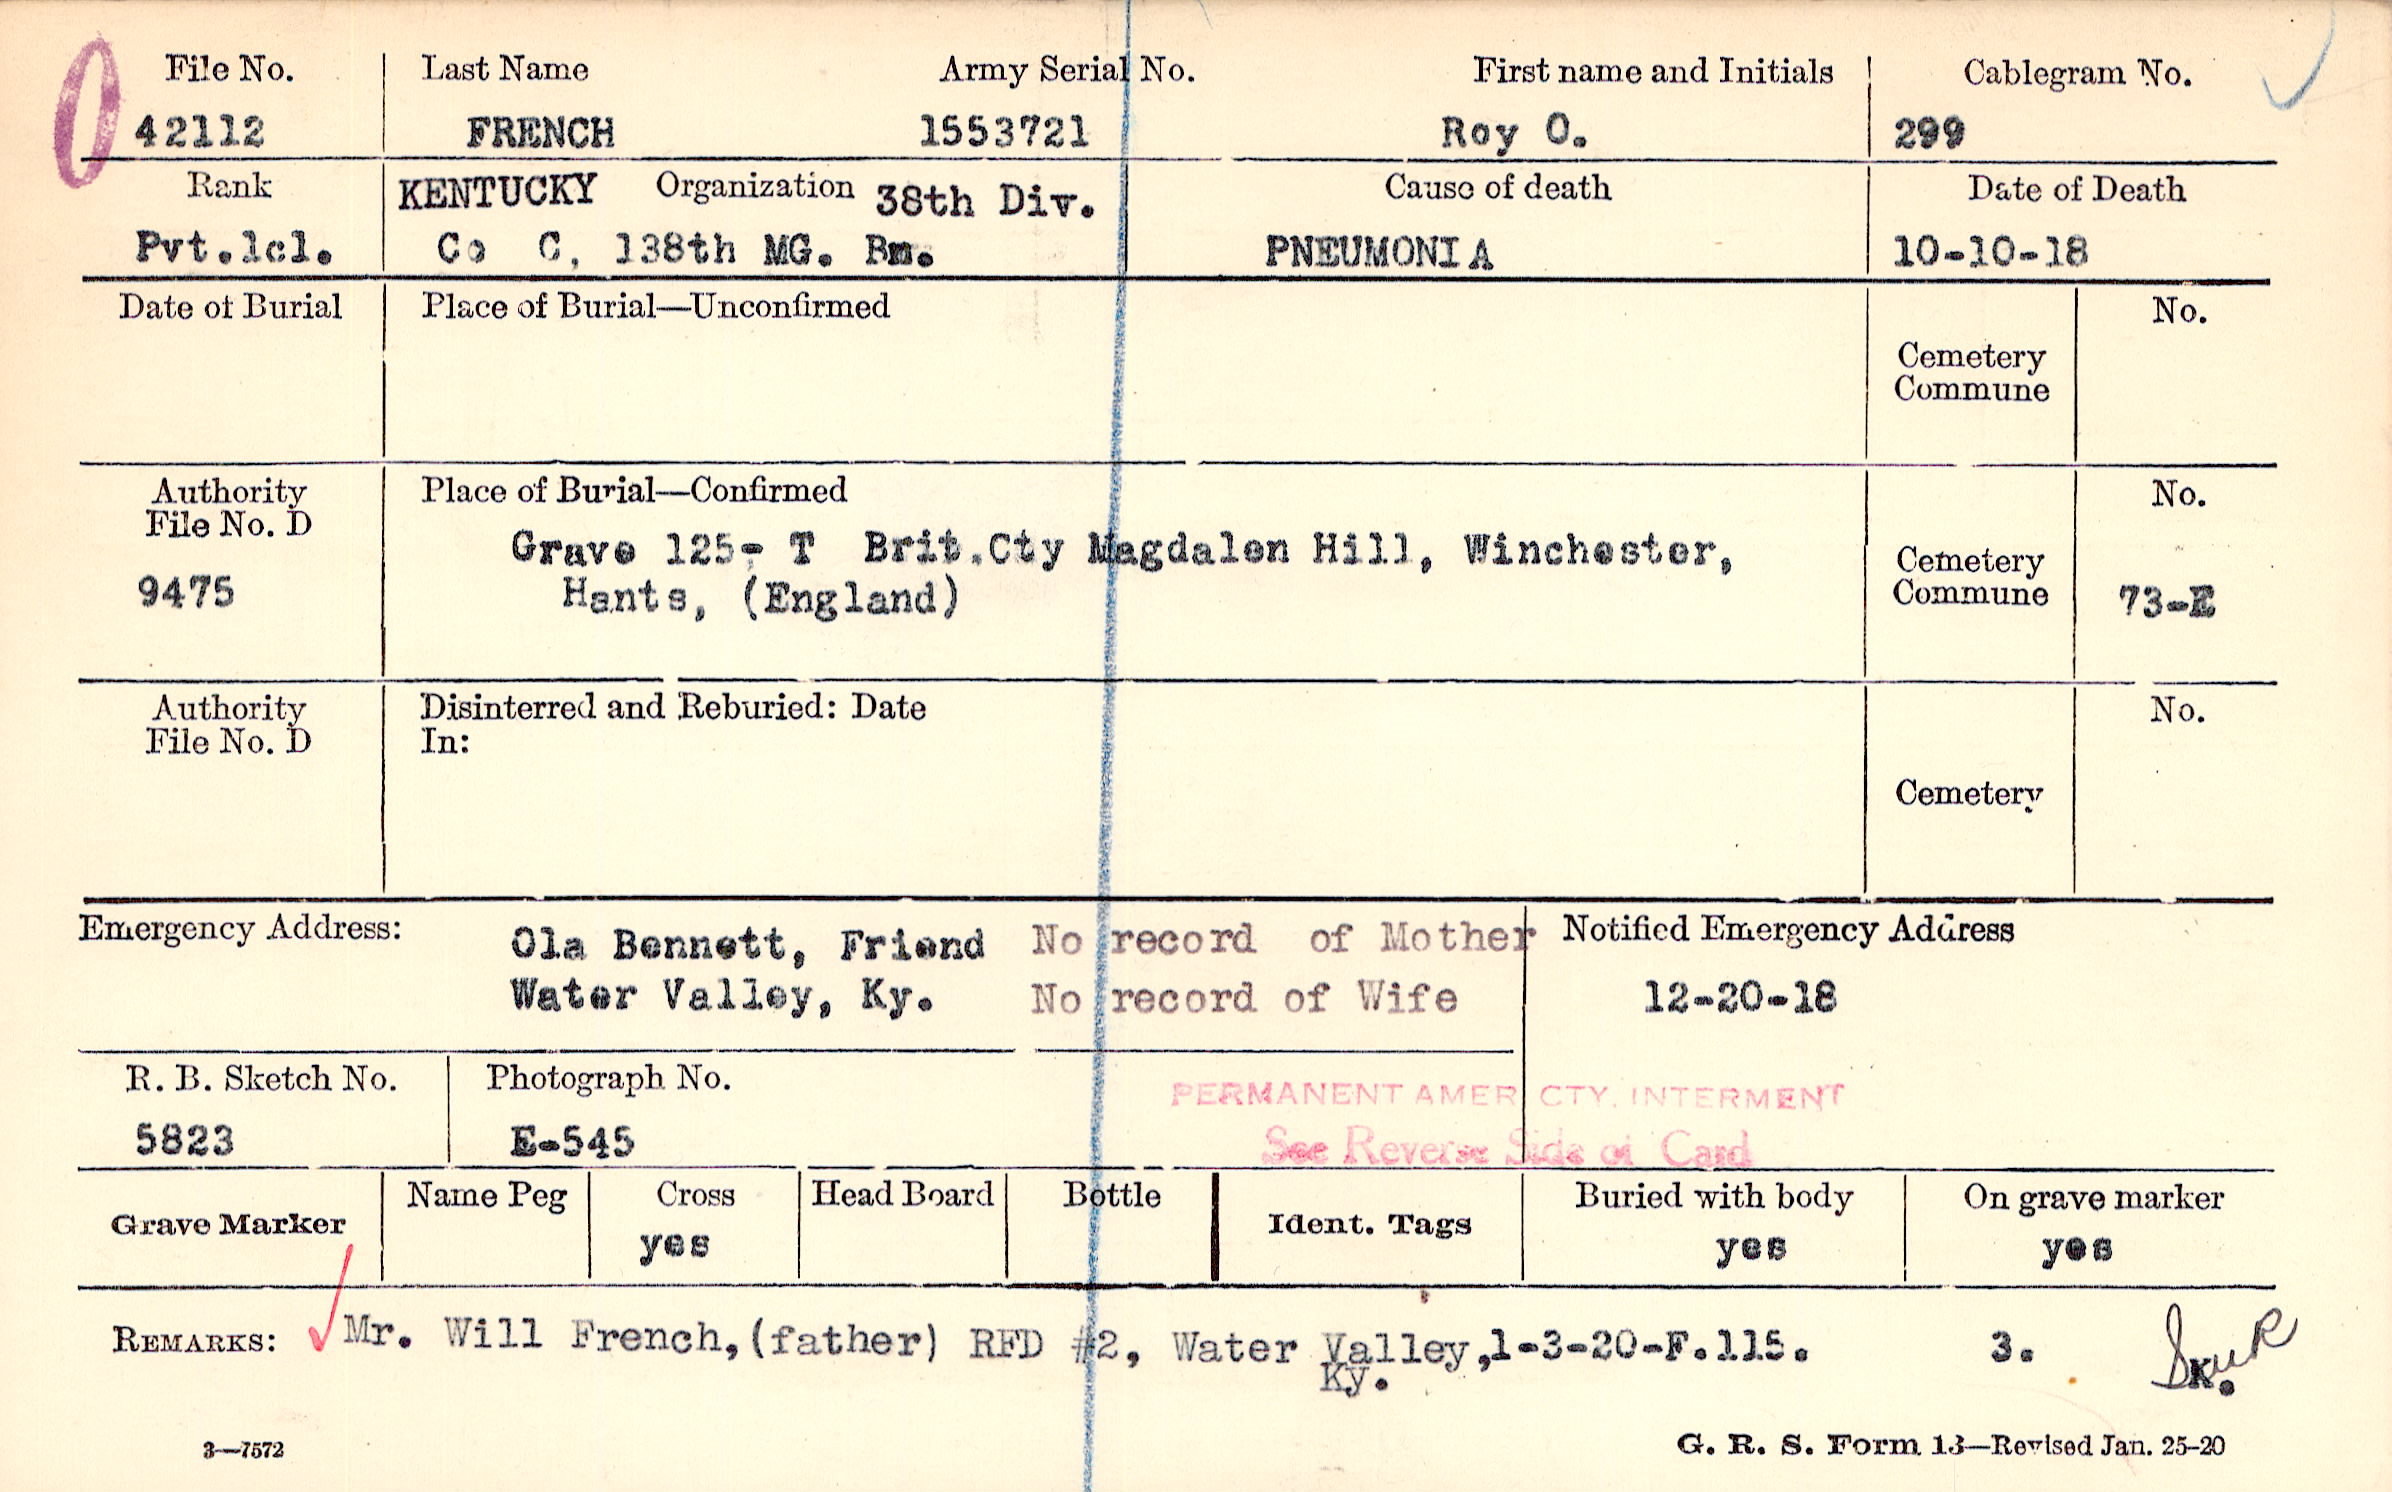 File No. Last Name Army Serial No. First name and Initials Cablegram No.
42112 FRENCH 1553721 Roy O. 299
Rank KENTUCKY Organization 38th Div. Cause of death Date of Death
Pvt.1cl. Co C, 138th MG. Bn. PNEUMONIA 10-10-18
Date of Burial Place of Burial—Unconfirmed No.
Cemetery
Commune
Authority Place of Burial—Confirmed No.
File No. D
Grave 125- T Brit.Cty Magdalen Hill, Winchester,
Cemetery
9475 Hants, (England) Commune 73-E
Authority Disinterred and Reburied: Date No.
File No. D In:
Cemetery
Emergency Address: Ola Bennett, Friend No record of Mother Notified Emergency Address
Water Valley, Ky. No record of Wife 12-20-18
R. B. Sketch No. Photograph No. PERMANENT AMER CTY. INTERMENT
5823 E-545 See Reverse Side of Card
Grave Marker Name Peg Cross Head Board Bottle Ident. Tags Buried with body On grave marker
yes yes yes
REMARKS: Mr. Will French,(father) RFD #2, Water Valley,1-3-20-F.115. 3.
Ky. K.
3—7572 G. R. S. Form 13—Revised Jan. 25-20